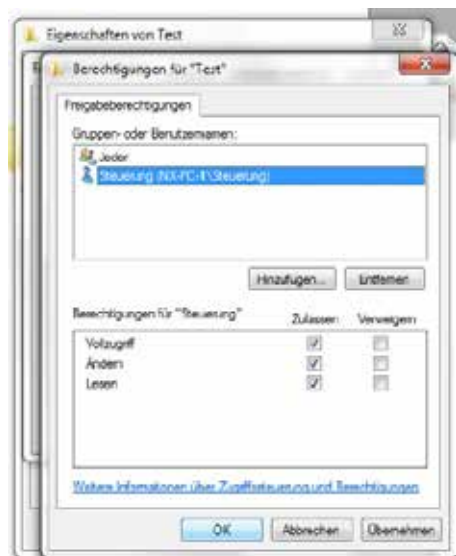 Eigenschaften von Test
Berechtigungen für "Test"
Freigabeberechtigungen
Gruppen- oder Benutzernamen:
Jeder
Steuerung (NX-PC-4\Steuerung)
Hinzufügen... Entfernen
Berechtigungen für "Steuerung" Zulassen Verweigern
Vollzugriff
Ändern
Lesen
Weitere Informationen über Zugriffssteuerung und Berechtigungen
OK Abbrechen Übernehmen